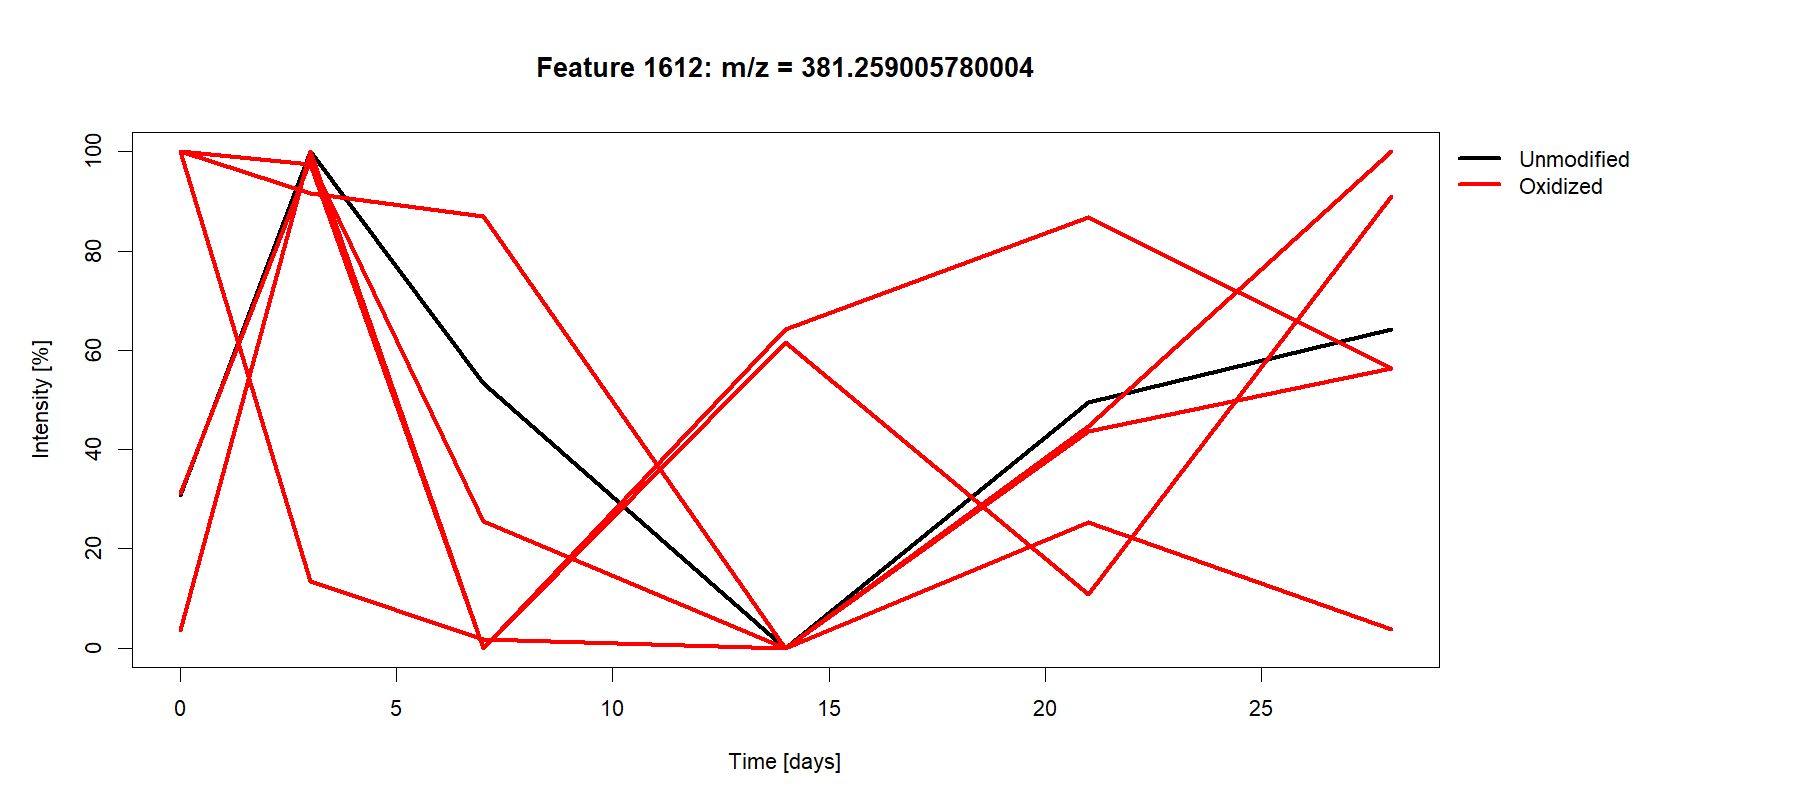 Feature 1612: m/z = 381.259005780004
Unmodified
Oxidized
Intensity [%]
100
80
60
40
20
0
0 5 10 15 20 25
Time [days]